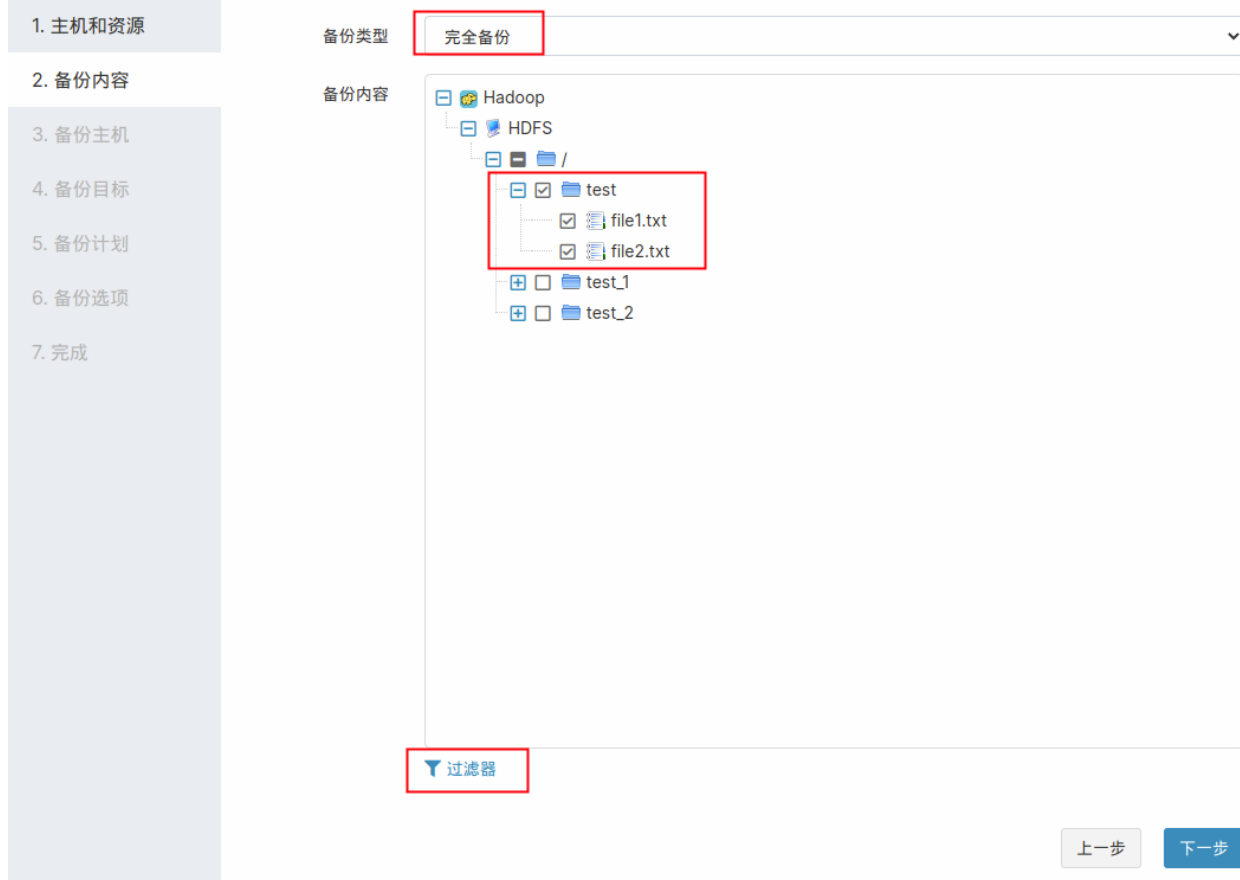 1. 主机和资源
2. 备份内容
3. 备份主机
4. 备份目标
5. 备份计划
6. 备份选项
7. 完成
备份类型
完全备份
备份内容
Hadoop
HDFS
/
test
file1.txt
file2.txt
test_1
test_2
过滤器
上一步
下一步